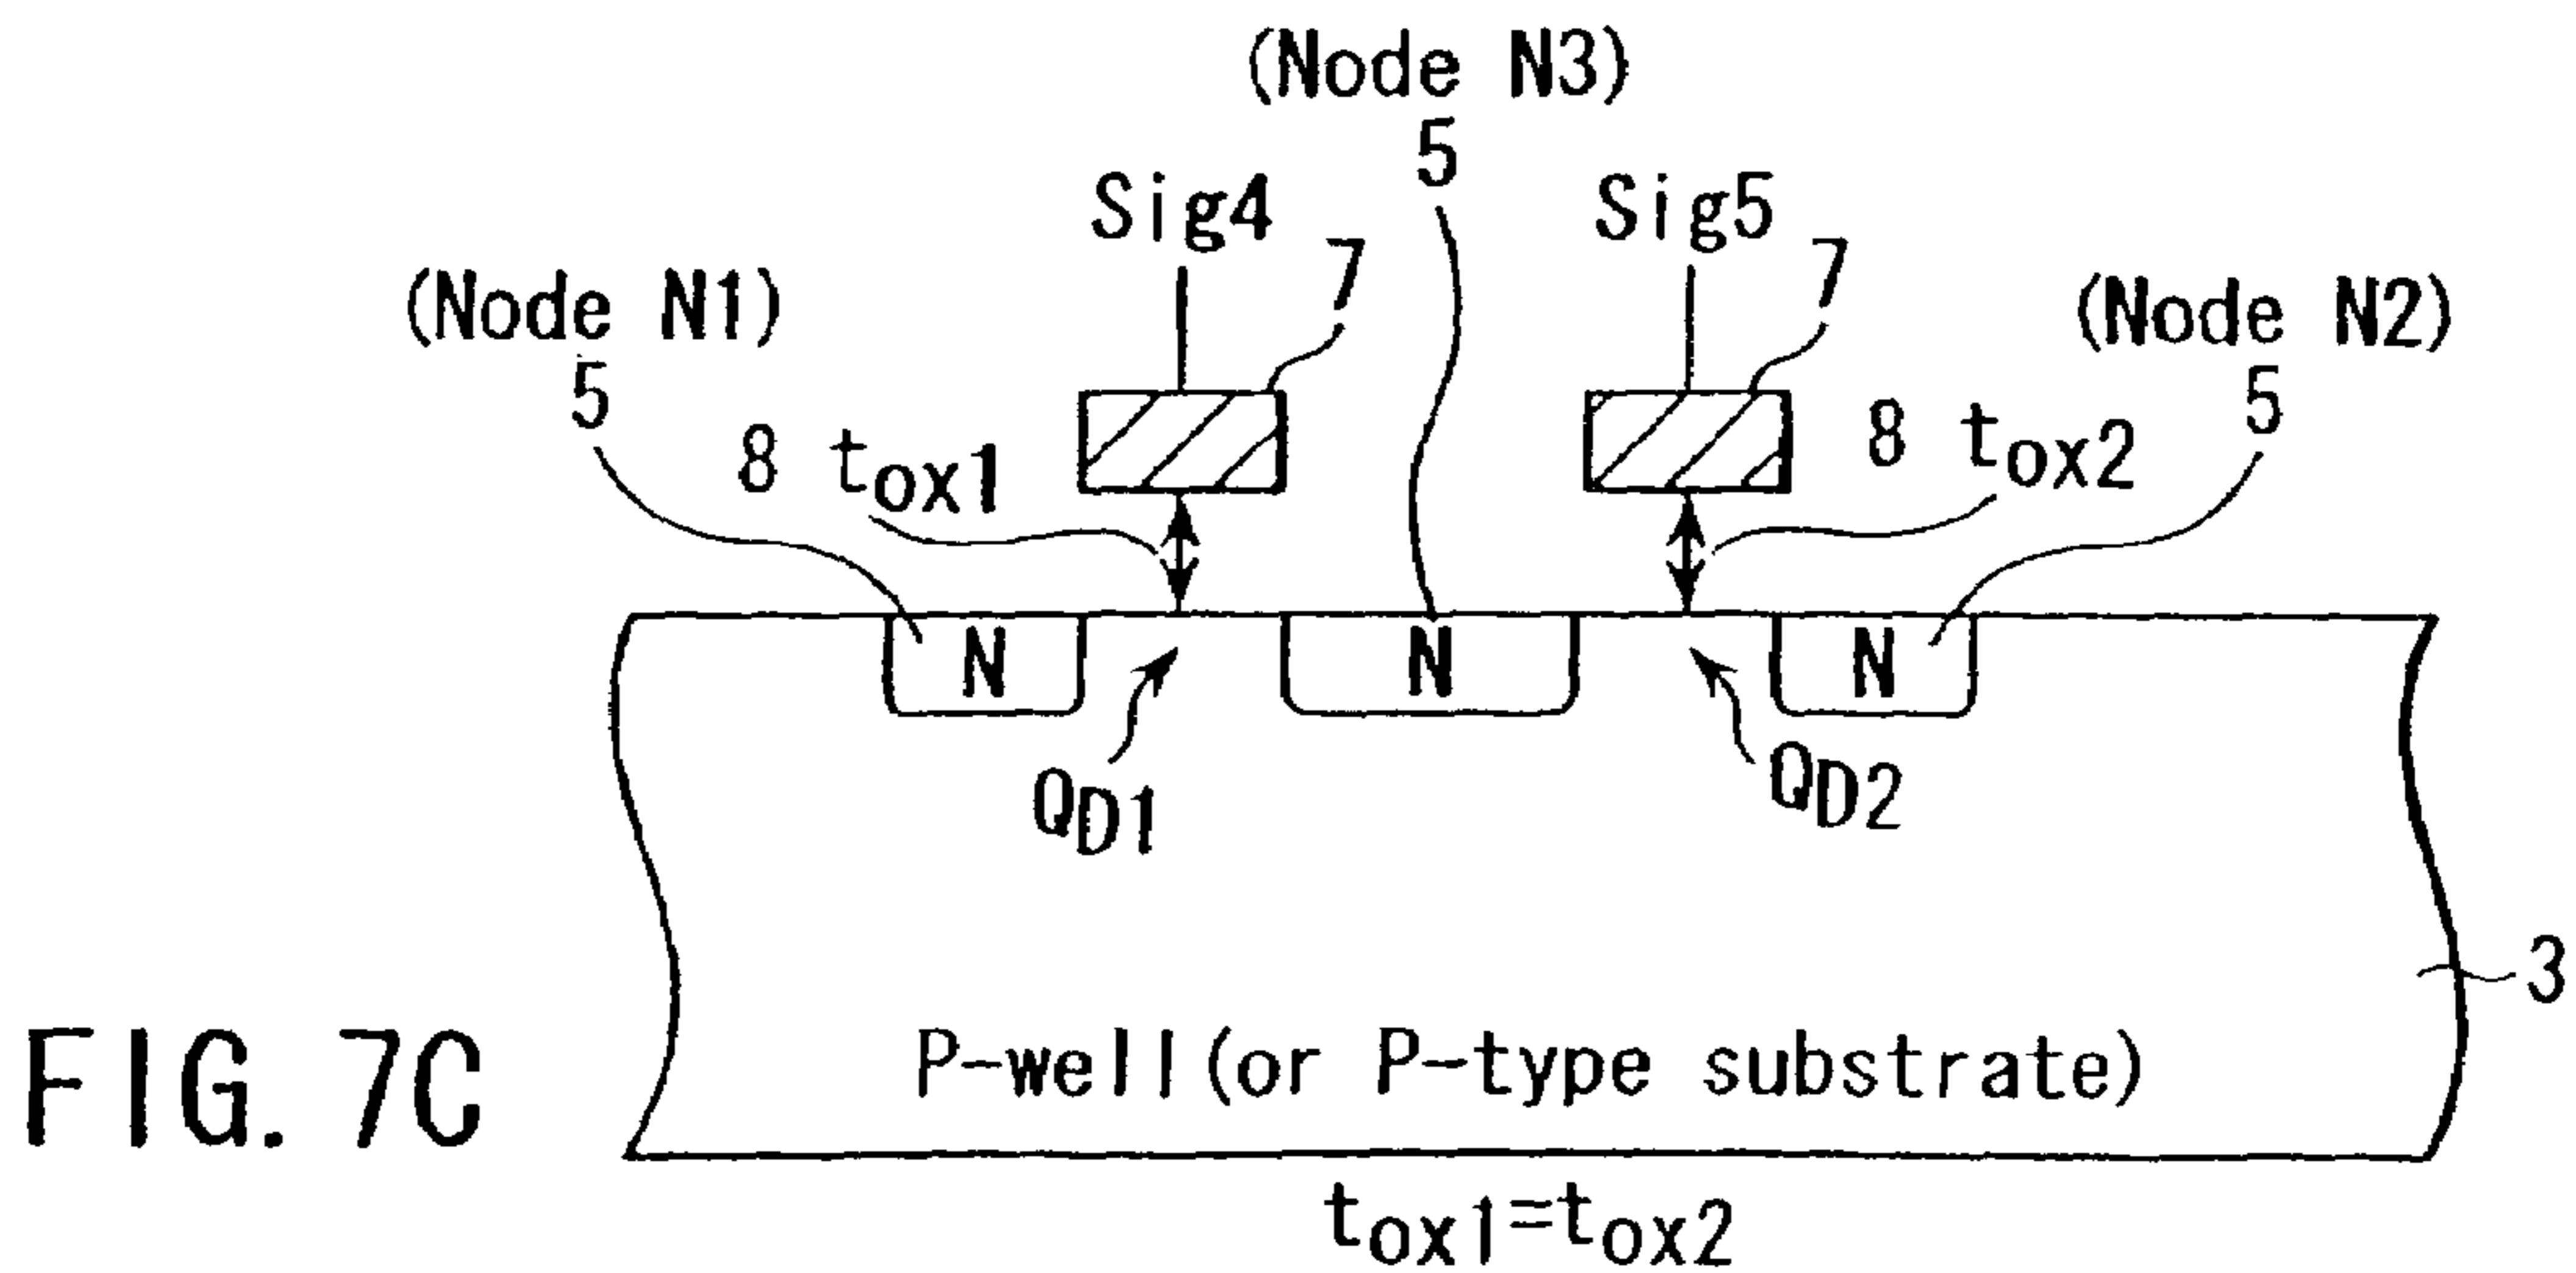 (Node N3)
5
Sig4
Sig5
7
7
(Node N1)
5
(Node N2)
5
8 tox1
8 tox2
N
N
N
QD1
QD2
3
P-well(or P-type substrate)
FIG. 7C
tox1=tox2